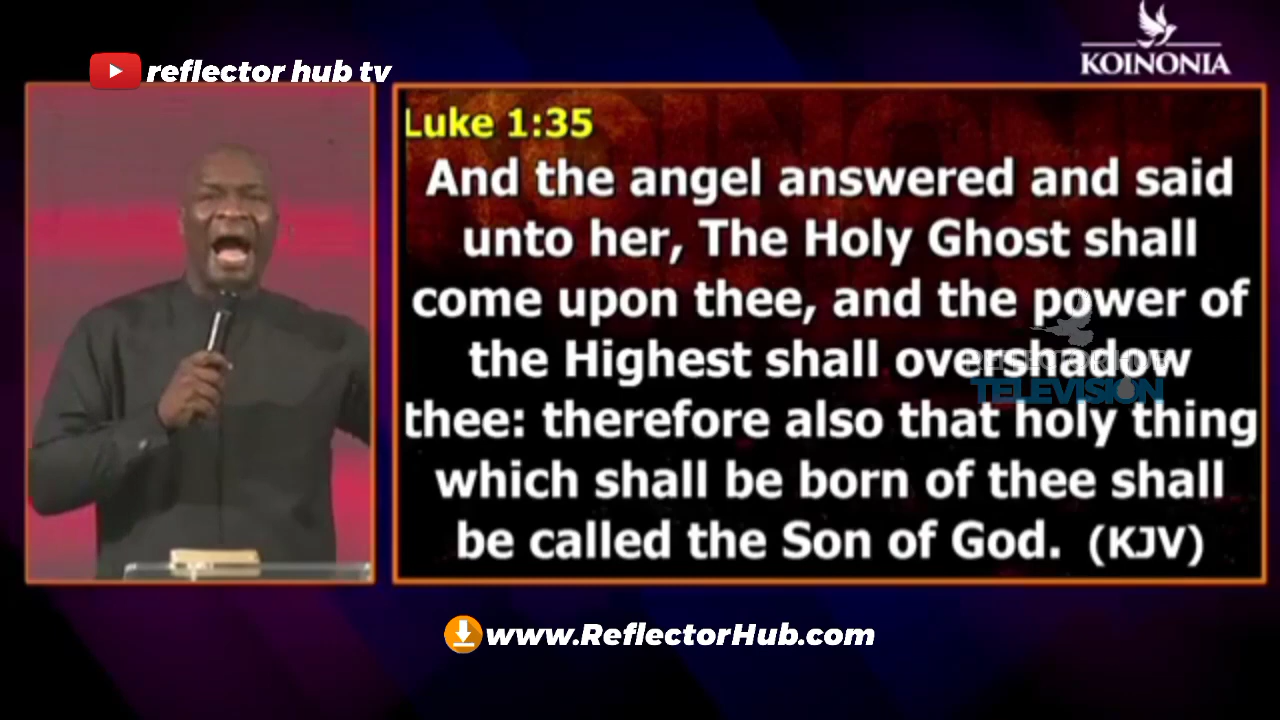 reflector hub tv
KOINONIA
Luke 1:35
And the angel answered and said
unto her, The Holy Ghost shall
come upon thee, and the power of
the Highest shall overshadow
thee: therefore also that holy thing
which shall be born of thee shall
be called the Son of God. (KJV)
REFLECTOR HUB
TELEVISION
www.ReflectorHub.com